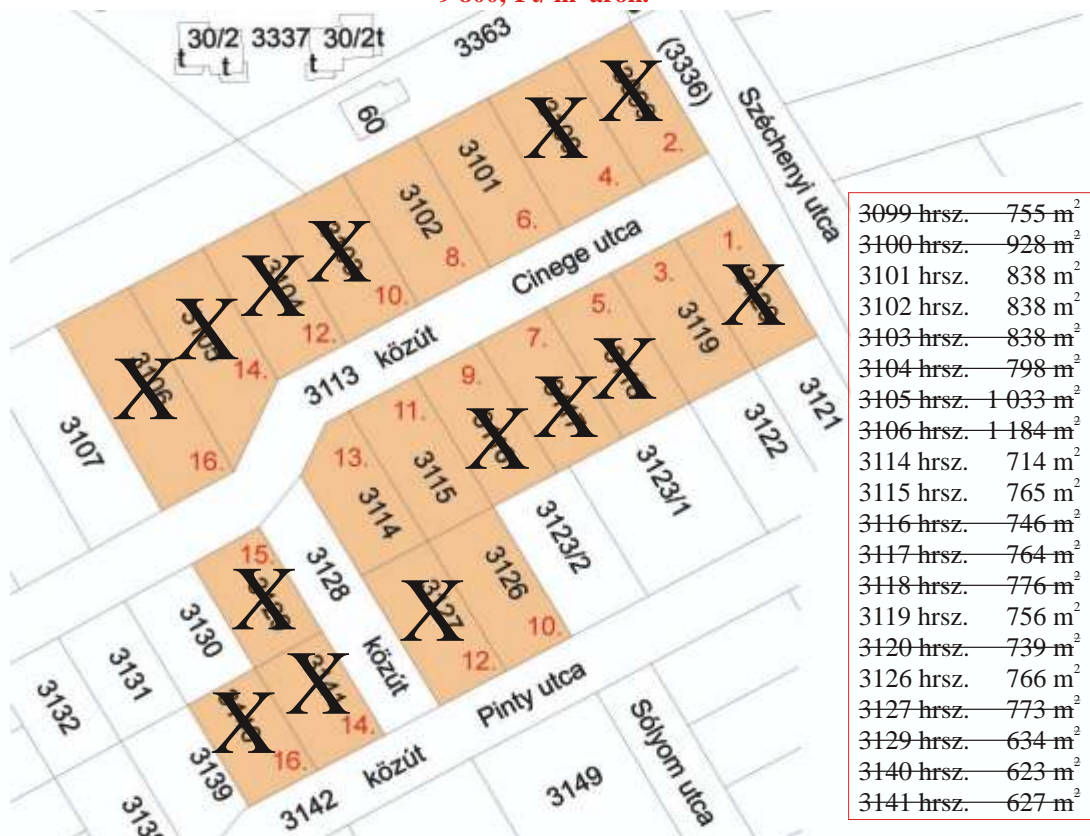 30/2 3337 30/2t
t t t
3363
60
(3336)
Széchenyi utca
3101
3102
3104
3105
3106
3107
2.
4.
6.
8.
10.
12.
14.
16.
Cinege utca
3113 közút
1.
3.
5.
7.
9.
11.
13.
3119
3115
3114
3121
3122
3123/1
3123/2
3126
3127
10.
12.
3128
közút
15.
3130
3131
3132
3141
14.
16.
3139
Pinty utca
3142 közút
3149
Sólyom utca
3099 hrsz. 755 m²
3100 hrsz. 928 m²
3101 hrsz. 838 m²
3102 hrsz. 838 m²
3103 hrsz. 838 m²
3104 hrsz. 798 m²
3105 hrsz. 1 033 m²
3106 hrsz. 1 184 m²
3114 hrsz. 714 m²
3115 hrsz. 765 m²
3116 hrsz. 746 m²
3117 hrsz. 764 m²
3118 hrsz. 776 m²
3119 hrsz. 756 m²
3120 hrsz. 739 m²
3126 hrsz. 766 m²
3127 hrsz. 773 m²
3129 hrsz. 634 m²
3140 hrsz. 623 m²
3141 hrsz. 627 m²